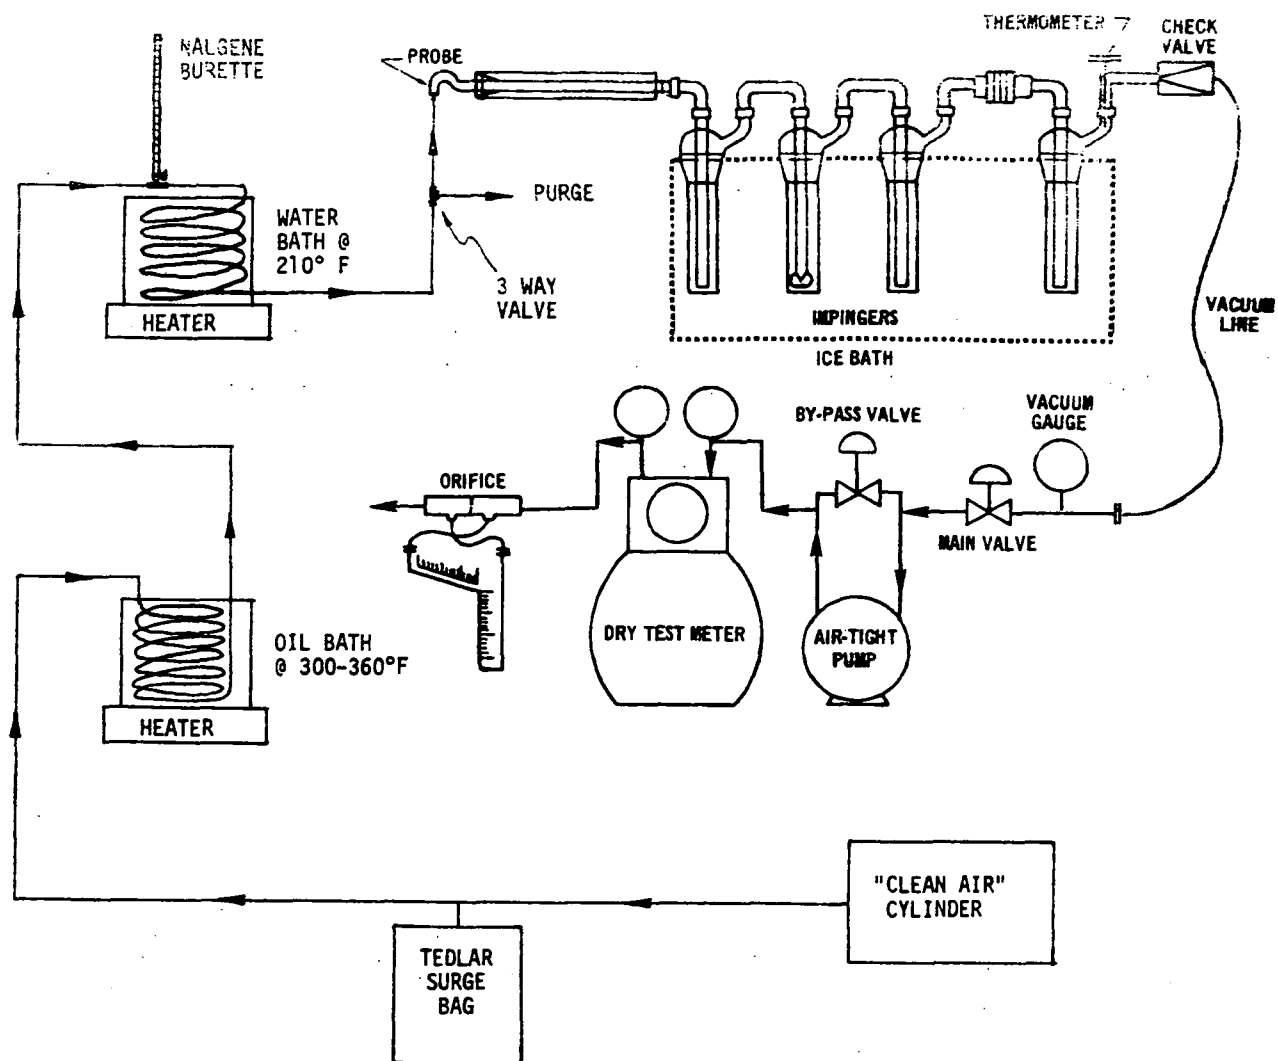 THERMOMETER
CHECK
VALVE
NALGENE
BURETTE
PROBE
PURGE
WATER
BATH @
210° F
3 WAY
VALVE
HEATER
IMPINGERS
ICE BATH
VACUUM
LINE
BY-PASS VALVE
VACUUM
GAUGE
ORIFICE
MAIN VALVE
DRY TEST METER
AIR-TIGHT
PUMP
OIL BATH
@ 300-360°F
HEATER
"CLEAN AIR"
CYLINDER
TEDLAR
SURGE
BAG